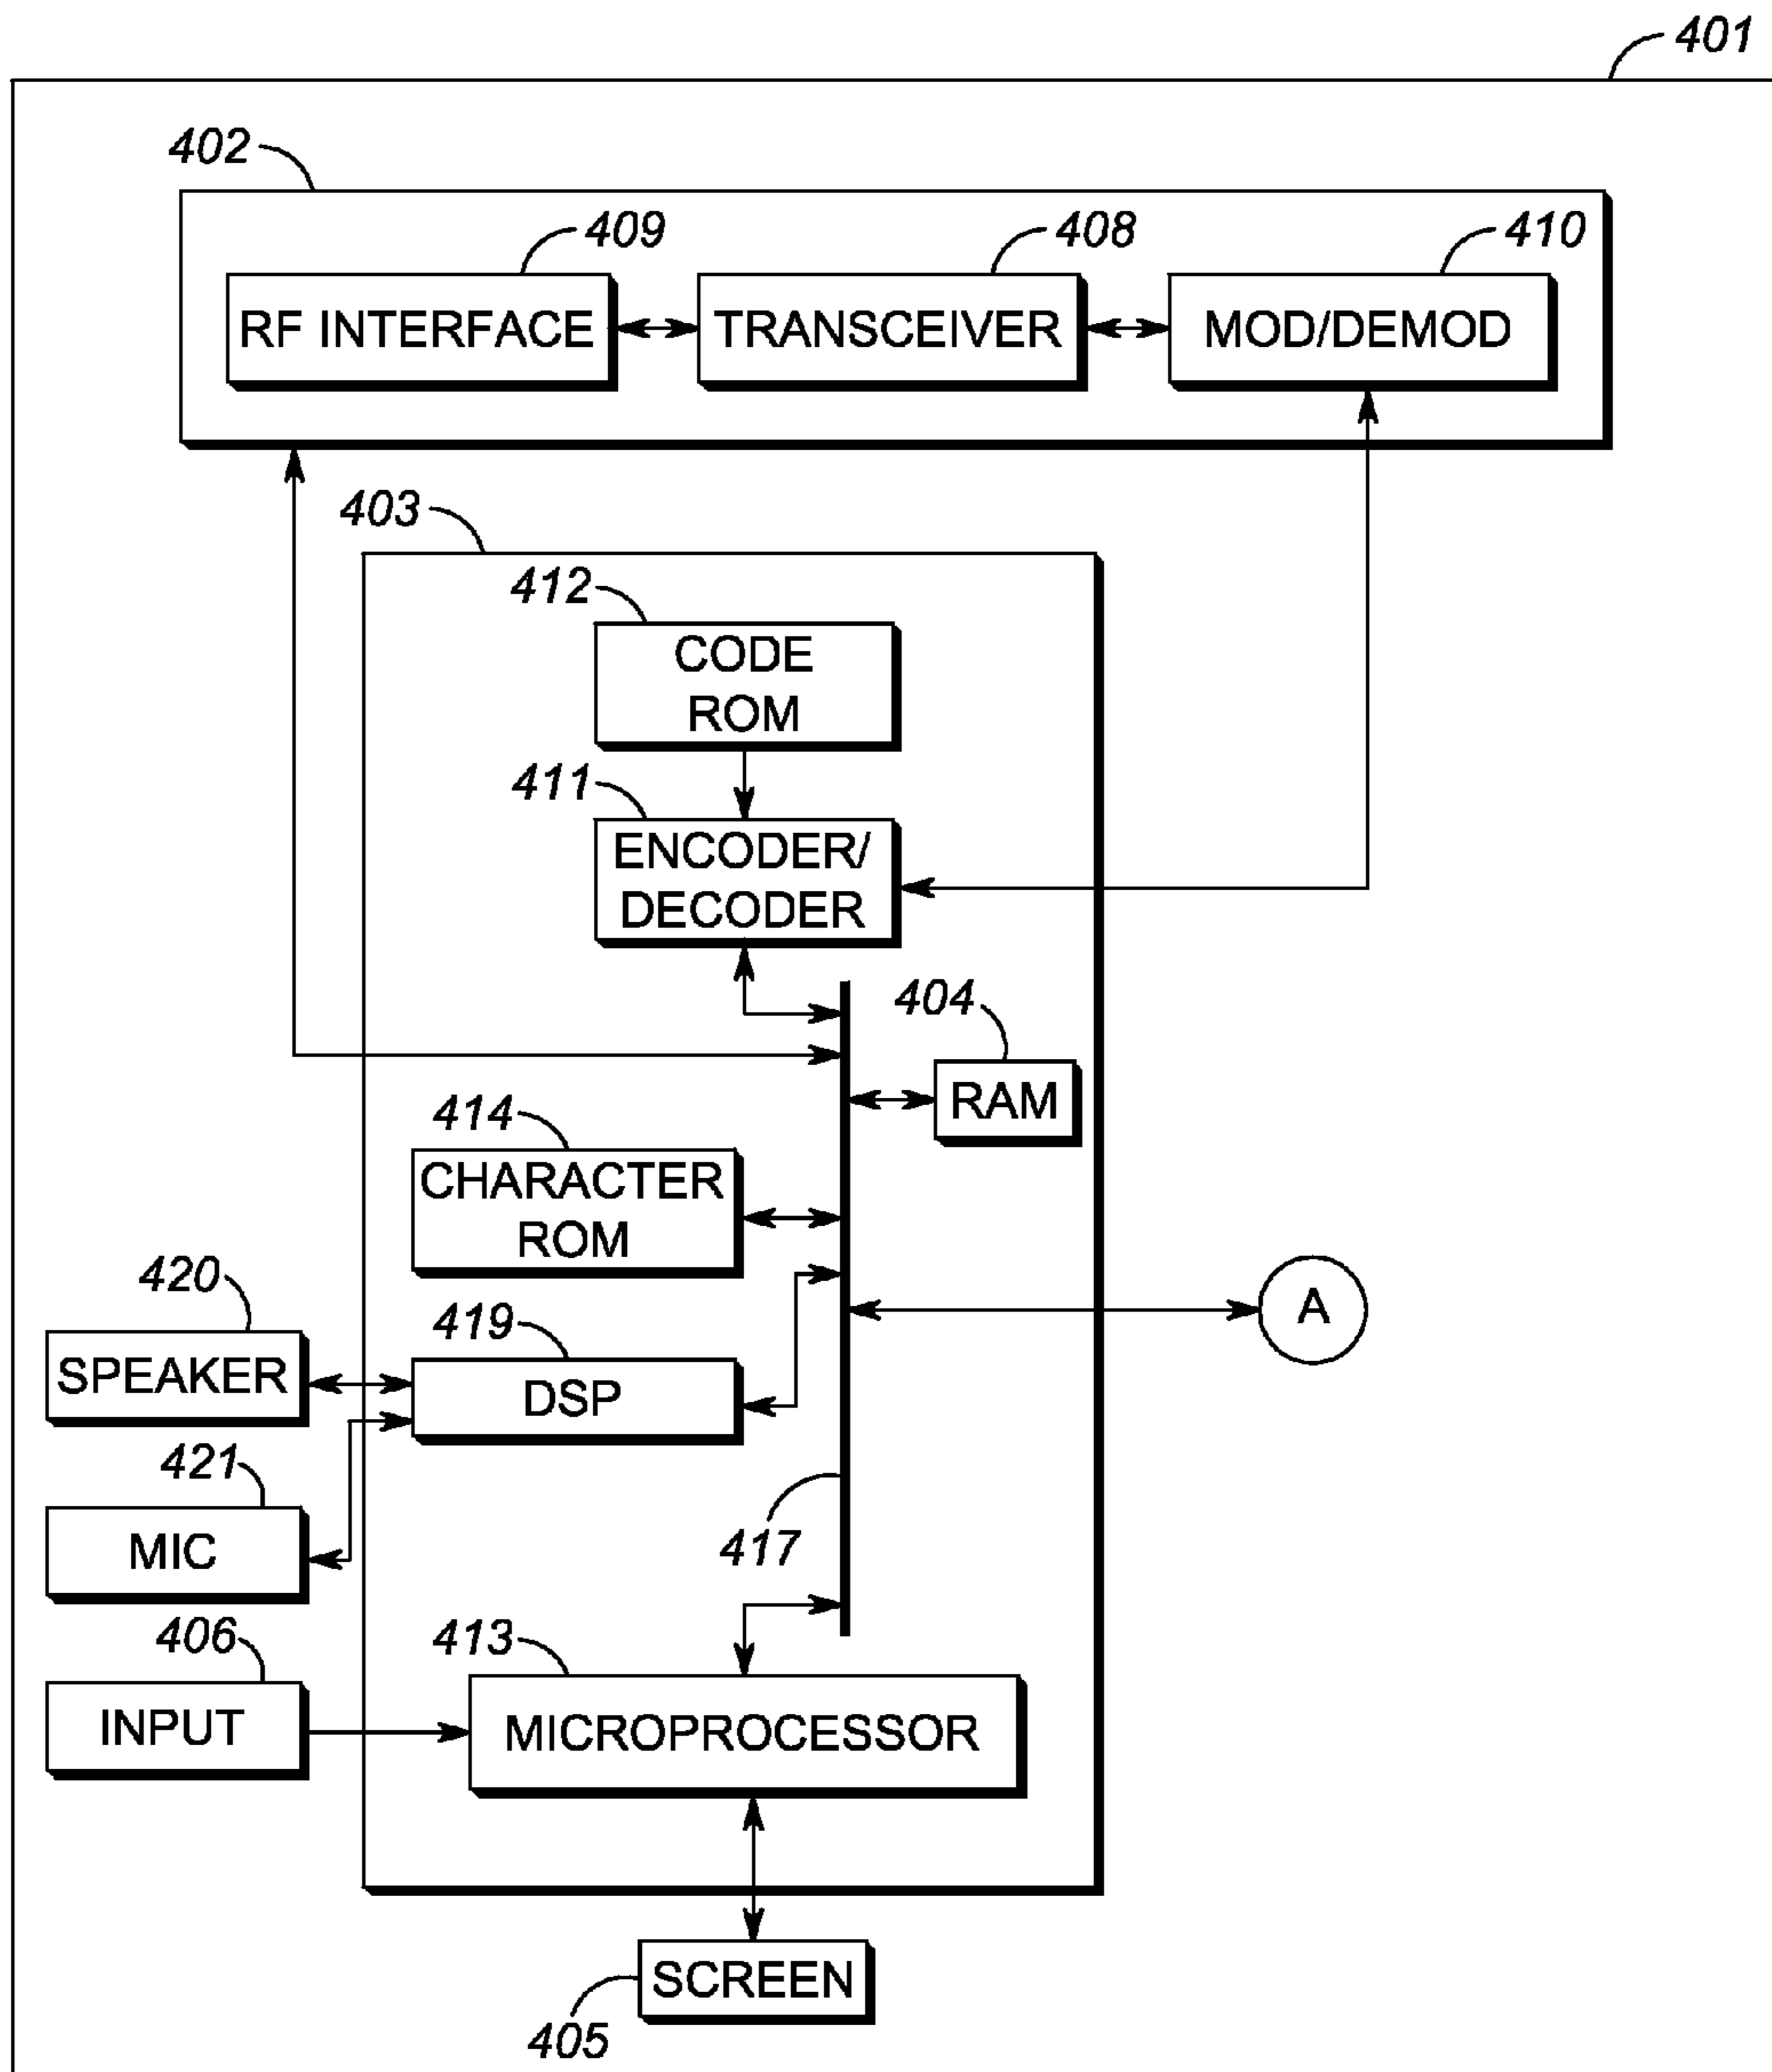 401
402
409
408
410
RF INTERFACE
TRANSCEIVER
MOD/DEMOD
403
412
CODE
ROM
411
ENCODER/
DECODER
404
RAM
414
CHARACTER
ROM
420
419
A
SPEAKER
DSP
421
417
MIC
406
413
INPUT
MICROPROCESSOR
SCREEN
405